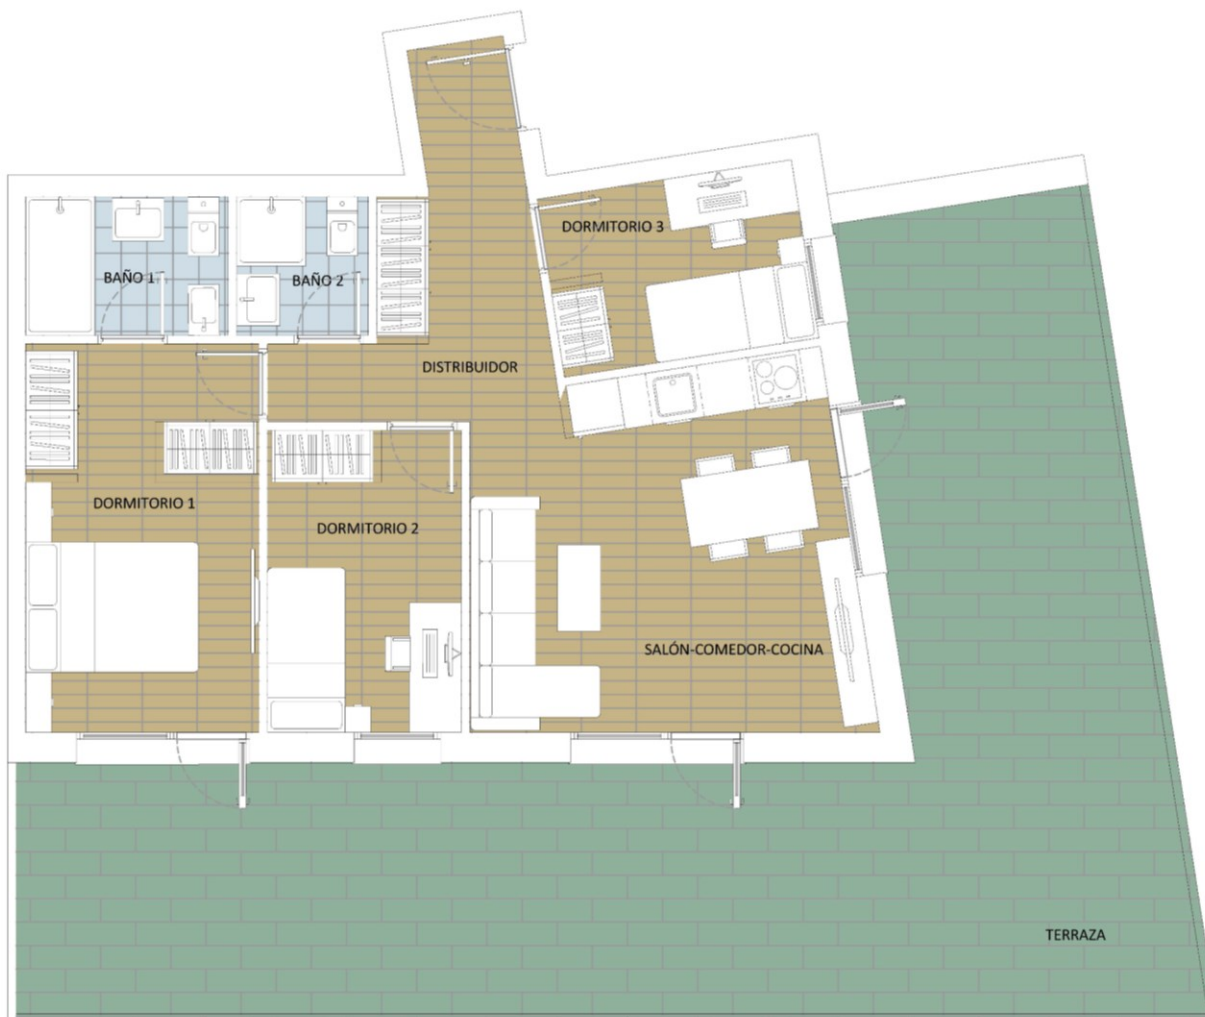 DORMITORIO 3
BAÑO 1
BAÑO 2
DISTRIBUIDOR
DORMITORIO 1
DORMITORIO 2
SALÓN-COMEDOR-COCINA
TERRAZA